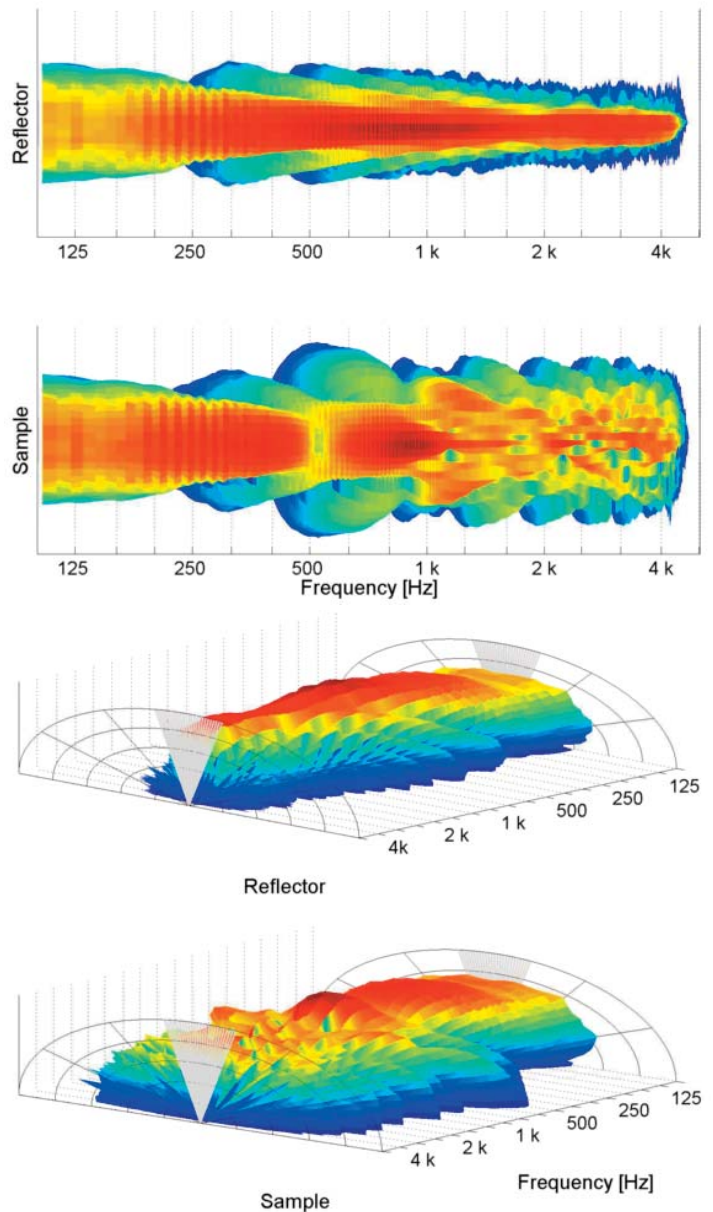 Reflector
125 250 500 1 k 2 k 4k
Sample
125 250 500 1 k 2 k 4 k
Frequency [Hz]
125
250
500
1 k
2 k
4k
Reflector
125
250
500
1 k
2 k
4 k
Frequency [Hz]
Sample